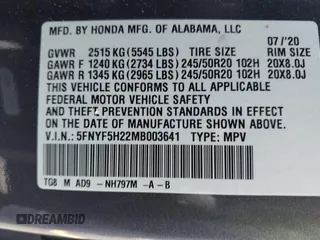 MFD. BY HONDA MFG. OF ALABAMA, LLC
07/'20
GVWR 2515 KG (5545 LBS) TIRE SIZE RIM SIZE
GAWR F 1240 KG (2734 LBS) 245/50R20 102H 20X8.0J
GAWR R 1345 KG (2965 LBS) 245/50R20 102H 20X8.0J
THIS VEHICLE CONFORMS TO ALL APPLICABLE
FEDERAL MOTOR VEHICLE SAFETY, BUMPER, AND
THEFT PREVENTION STANDARDS IN EFFECT ON THE
DATE OF MANUFACTURE SHOWN ABOVE.
V.I.N.: 5FNYF5H22MB003641 TYPE: MPV
TG8 M AD9 - NH797M -A-B
DREAMBID